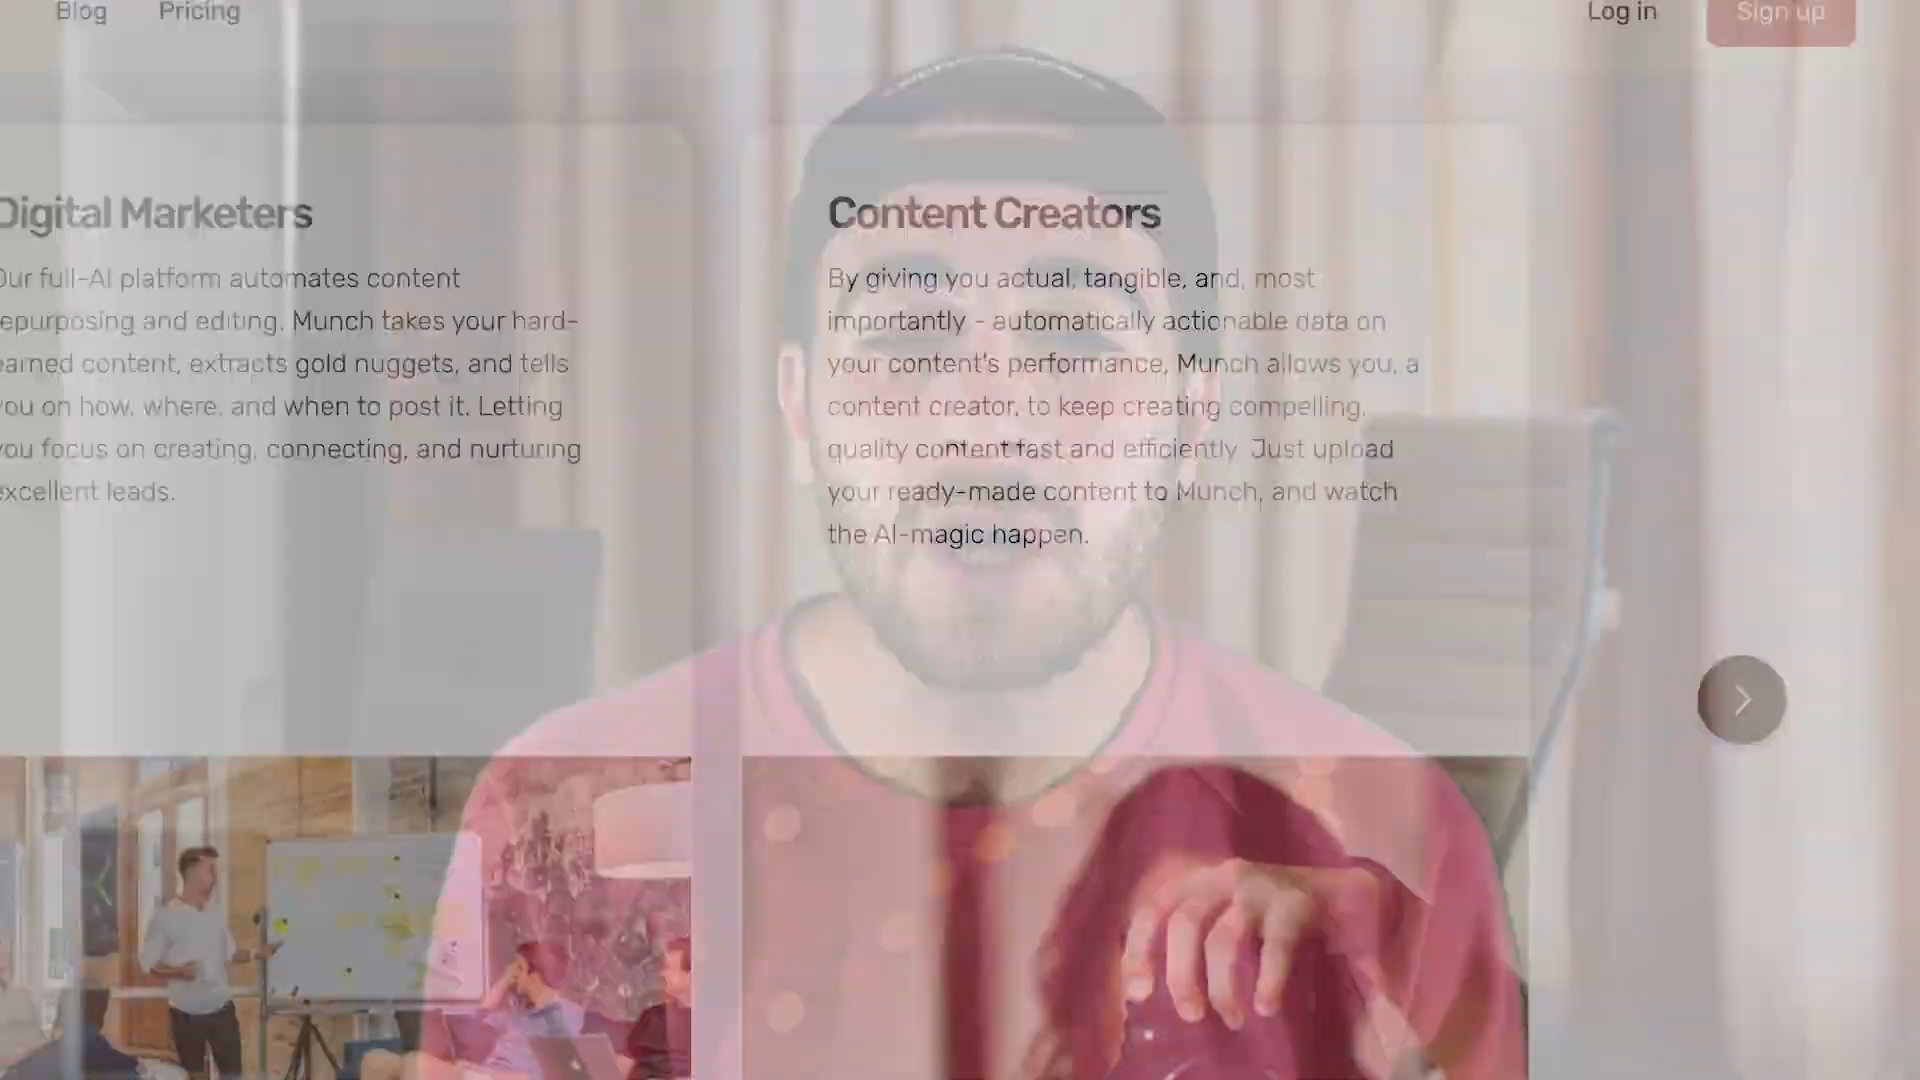 Blog Pricing Log in Sign up
Digital Marketers
Our full-AI platform automates content
repurposing and editing. Munch takes your hard-
earned content, extracts gold nuggets, and tells
you on how, where, and when to post it. Letting
you focus on creating, connecting, and nurturing
excellent leads.
Content Creators
By giving you actual, tangible, and, most
importantly - automatically actionable data on
your content's performance, Munch allows you, a
content creator, to keep creating compelling,
quality content fast and efficiently Just upload
your ready-made content to Munch, and watch
the AI-magic happen.